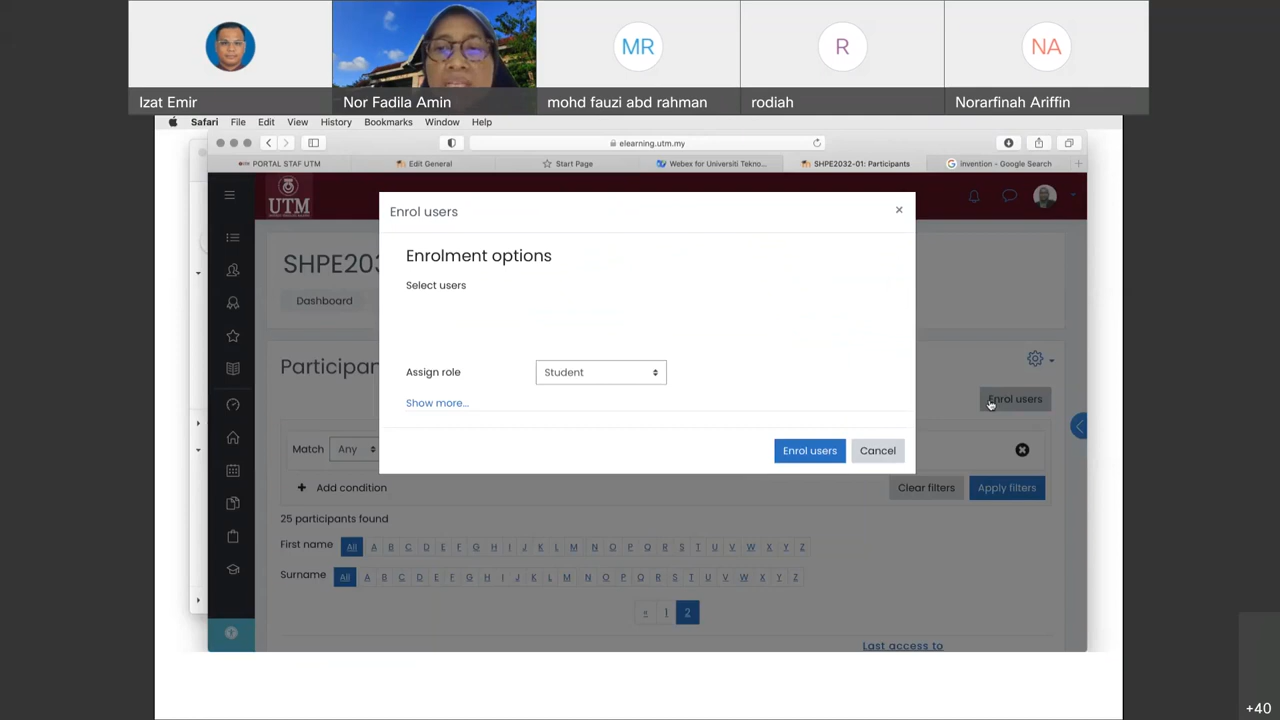 MR
R
NA
Izat Emir
Nor Fadila Amin
mohd fauzi abd rahman
rodiah
Norarfinah Ariffin
Safari File Edit View History Bookmarks Window Help
elearning.utm.my
PORTAL STAF UTM
Edit General
Start Page
Webex for Universiti Tekno...
SHPE2032-01: Participants
invention - Google Search
UTM
Enrol users
×
SHPE203
Enrolment options
Select users
Dashboard
Participan
Assign role
Student
Enrol users
Show more...
Match Any
Enrol users
Cancel
Add condition
Clear filters
Apply filters
25 participants found
First name All A B C D E F G H I J K L M N O P Q R S T U V W X Y Z
Surname All A B C D E F G H I J K L M N O P Q R S T U V W X Y Z
« 1 2
Last access to
+40